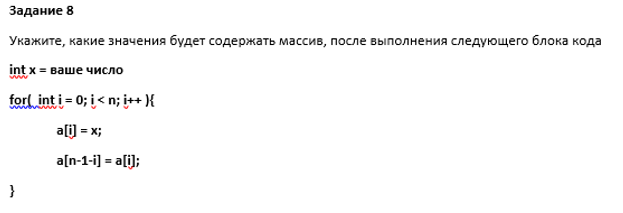 Задание 8
Укажите, какие значения будет содержать массив, после выполнения следующего блока кода
int x = ваше число
for( int i = 0; i < n; i++ ){
a[i] = x;
a[n-1-i] = a[i];
}